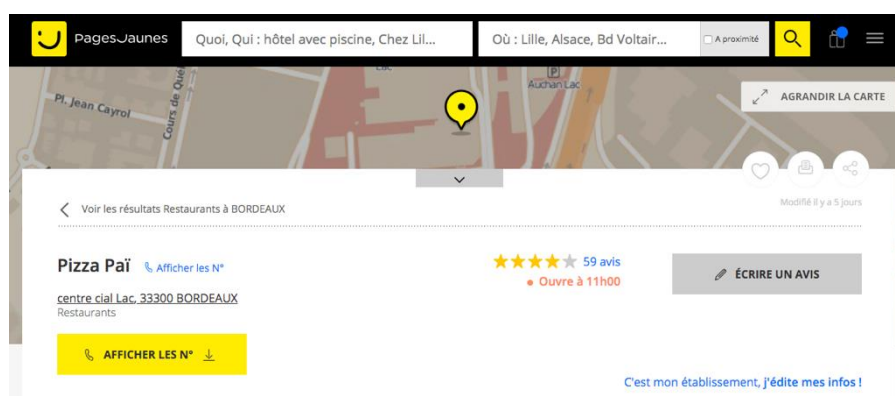 PagesJaunes
Quoi, Qui : hôtel avec piscine, Chez Lil...
Où : Lille, Alsace, Bd Voltair...
A proximité
Pl. Jean Cayrol
Cours de Qué
Lac
P
Auchan Lac
AGRANDIR LA CARTE
Voir les résultats Restaurants à BORDEAUX
Modifié il y a 5 jours
Pizza Paï
Afficher les N°
59 avis
Ouvre à 11h00
ÉCRIRE UN AVIS
centre cial Lac, 33300 BORDEAUX
Restaurants
AFFICHER LES N°
C'est mon établissement, j'édite mes infos !